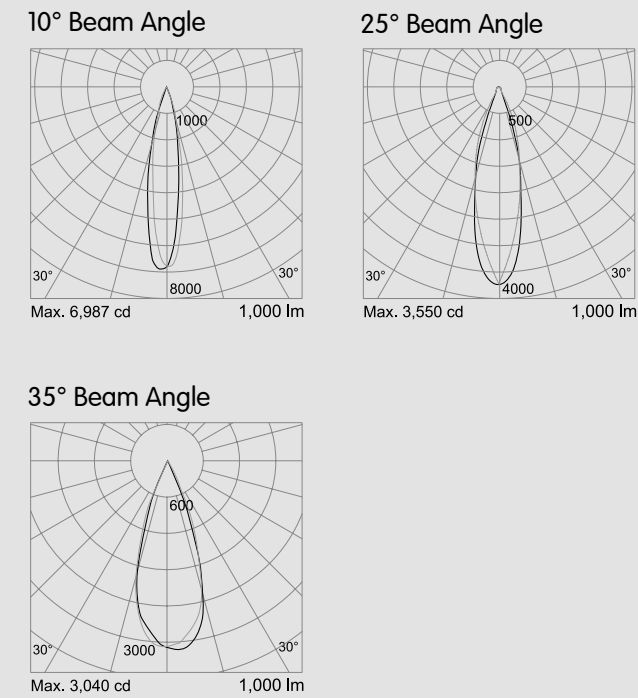 10° Beam Angle
1000
30°
30°
8000
Max. 6,987 cd 1,000 lm
25° Beam Angle
500
30°
30°
4000
Max. 3,550 cd 1,000 lm
35° Beam Angle
600
30°
3000
30°
Max. 3,040 cd 1,000 lm